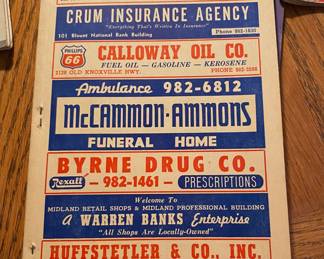 CRUM INSURANCE AGENCY
"Everything That's Written in Insurance"
101 Blount National Bank Building Phone 982-1620
PHILLIPS 66 CALLOWAY OIL CO.
FUEL OIL — GASOLINE — KEROSENE
2129 OLD KNOXVILLE HWY. PHONE 982-2288
Ambulance 982-6812
McCAMMON-AMMONS
FUNERAL HOME
BYRNE DRUG CO.
Rexall — 982-1461 — PRESCRIPTIONS
Welcome To
MIDLAND RETAIL SHOPS & MIDLAND PROFESSIONAL BUILDING
A WARREN BANKS Enterprise
"All Shops are Locally-Owned"
HUFFSTETLER & CO., INC.